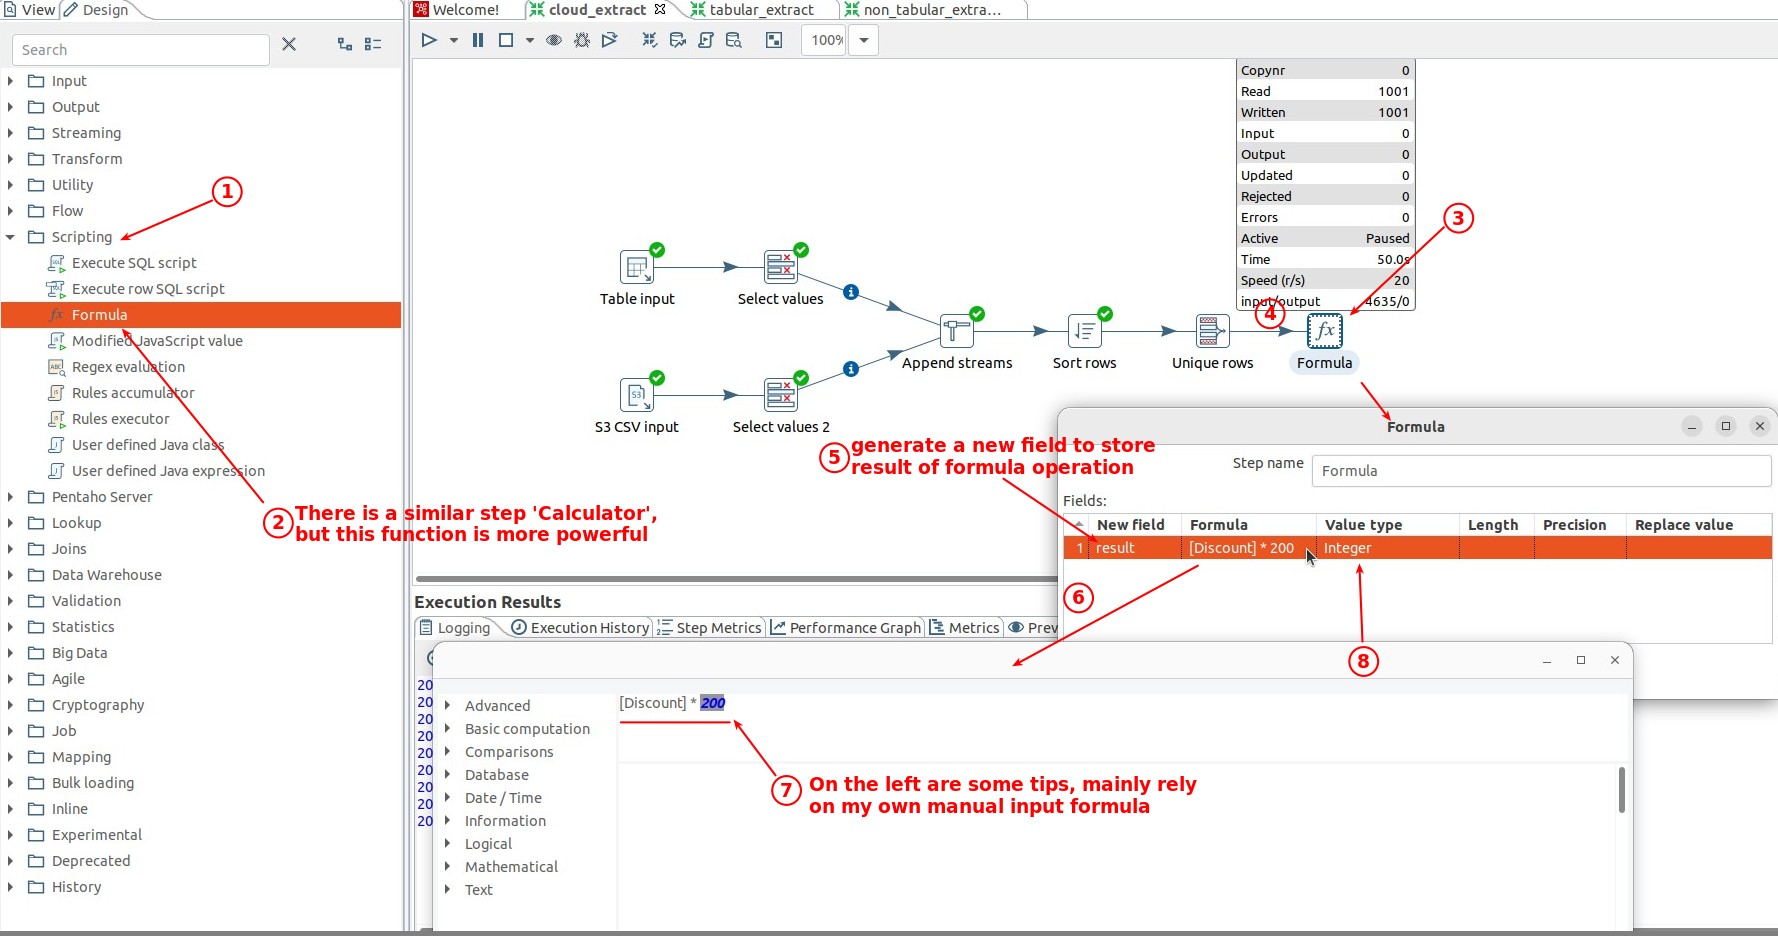 View
Design
Search
Input
Output
Streaming
Transform
Utility
Flow
Scripting
Execute SQL script
Execute row SQL script
Formula
Modified JavaScript value
Regex evaluation
Rules accumulator
Rules executor
User defined Java class
User defined Java expression
Pentaho Server
Lookup
Joins
Data Warehouse
Validation
Statistics
Big Data
Agile
Cryptography
Job
Mapping
Bulk loading
Inline
Experimental
Deprecated
History
1
2 There is a similar step 'Calculator',
but this function is more powerful
Welcome!
cloud_extract
tabular_extract
non_tabular_extra...
100%
Copynr 0
Read 1001
Written 1001
Input 0
Output 0
Updated 0
Rejected 0
Errors 0
Active Paused
Time 50.0s
Speed (r/s) 20
input/output 4635/0
3
4
Table input
Select values
Append streams
Sort rows
Unique rows
Formula
S3 CSV input
Select values 2
5 generate a new field to store
result of formula operation
Formula
Step name Formula
Fields:
New field Formula Value type Length Precision Replace value
1 result [Discount] * 200 Integer
6
8
Execution Results
Logging
Execution History
Step Metrics
Performance Graph
Metrics
Prev
20
20
20
20
20
20
20
20
20
Advanced
Basic computation
Comparisons
Database
Date / Time
Information
Logical
Mathematical
Text
[Discount] * 200
7 On the left are some tips, mainly rely
on my own manual input formula